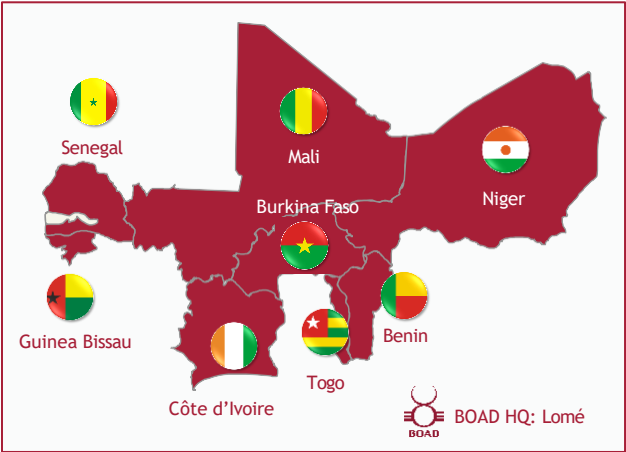 Senegal
Mali
Niger
Burkina Faso
Guinea Bissau
Benin
Togo
Côte d’Ivoire
BOAD HQ: Lomé
BOAD